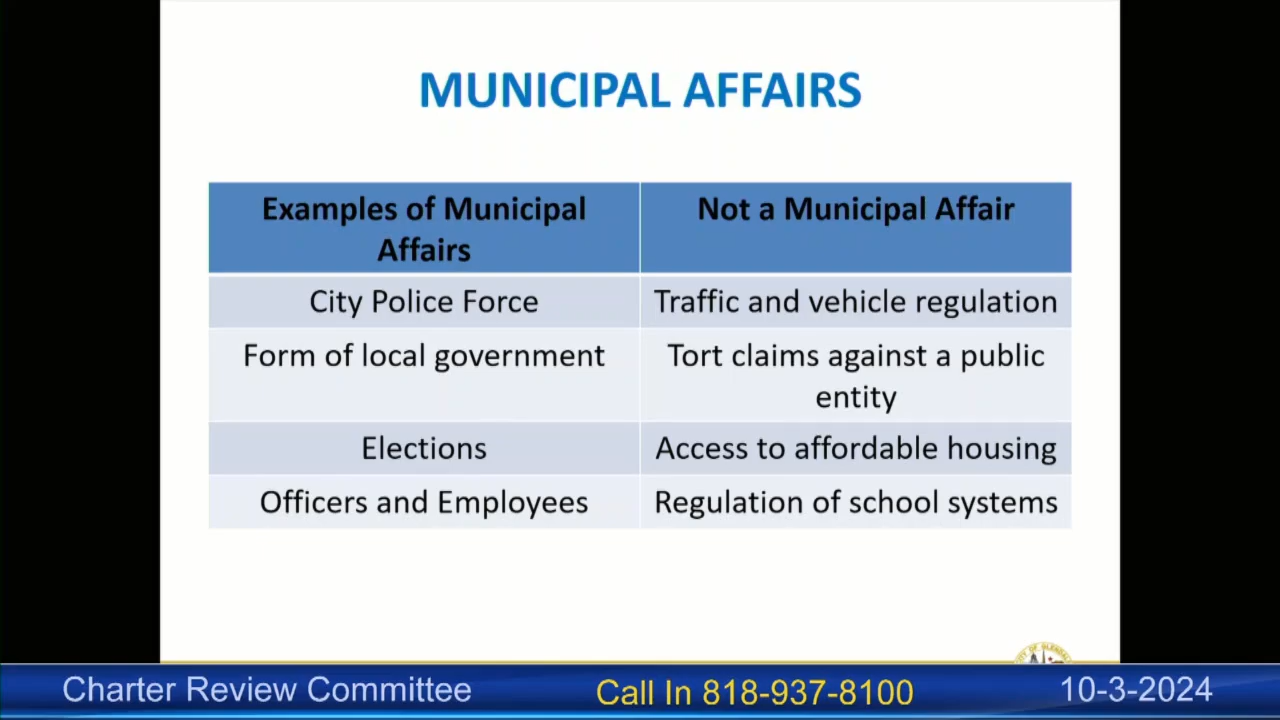 MUNICIPAL AFFAIRS
Examples of Municipal
Affairs
Not a Municipal Affair
City Police Force
Traffic and vehicle regulation
Form of local government
Tort claims against a public
entity
Elections
Access to affordable housing
Officers and Employees
Regulation of school systems
Charter Review Committee
Call In 818-937-8100
10-3-2024